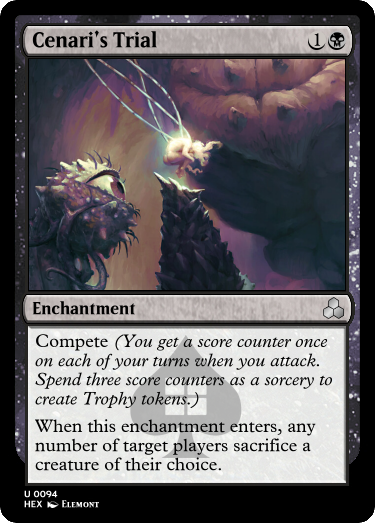 Cenari's Trial 1
Enchantment
Compete (You get a score counter once
on each of your turns when you attack.
Spend three score counters as a sorcery to
create Trophy tokens.)
When this enchantment enters, any
number of target players sacrifice a
creature of their choice.
U 0094
HEX Elemont